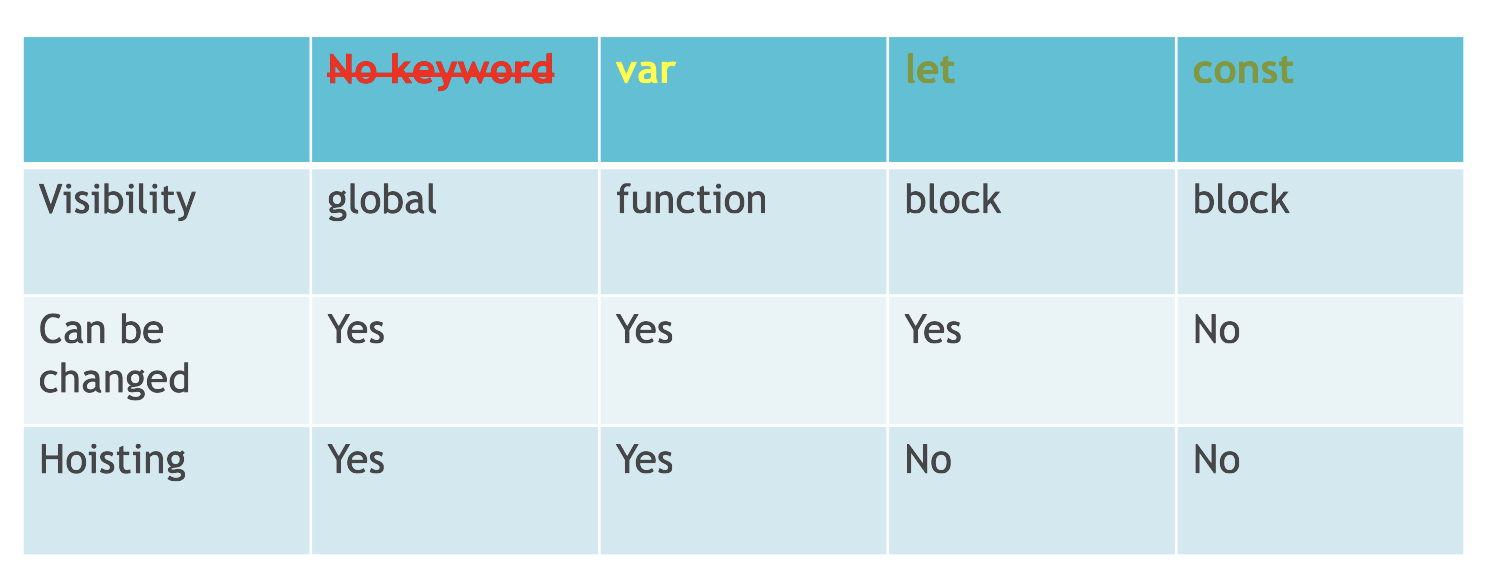 No keyword var let const
Visibility global function block block
Can be changed Yes Yes Yes No
Hoisting Yes Yes No No